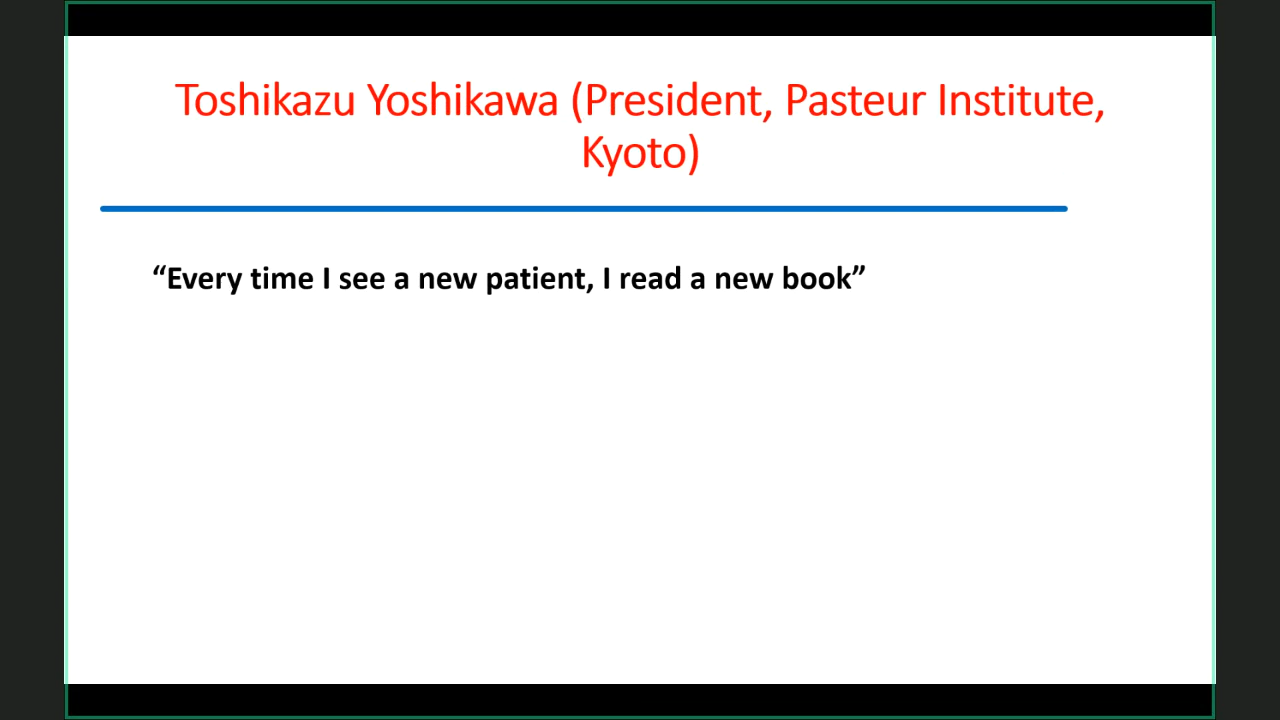 Toshikazu Yoshikawa (President, Pasteur Institute,
Kyoto)
“Every time I see a new patient, I read a new book”